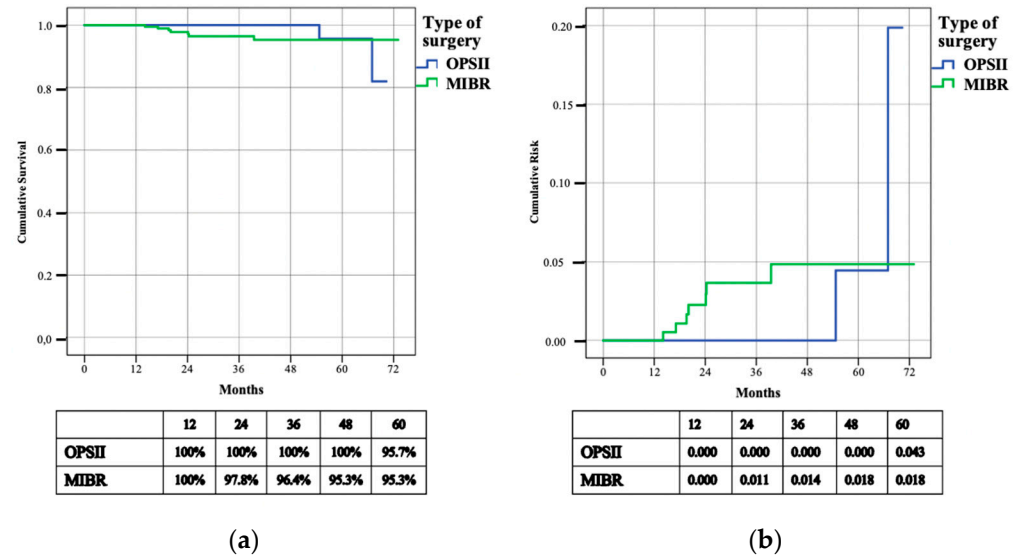 1.0
0.8
0.6
0.4
0.2
0,0
Cumulative Survival
0 12 24 36 48 60 72
Months
Type of
surgery
OPSII
MIBR
12 24 36 48 60
OPSII 100% 100% 100% 100% 95.7%
MIBR 100% 97.8% 96.4% 95.3% 95.3%
(a)
0.20
0.15
0.10
0.05
0.00
Cumulative Risk
0 12 24 36 48 60 72
Months
Type of
surgery
OPSII
MIBR
12 24 36 48 60
OPSII 0.000 0.000 0.000 0.000 0.043
MIBR 0.000 0.011 0.014 0.018 0.018
(b)